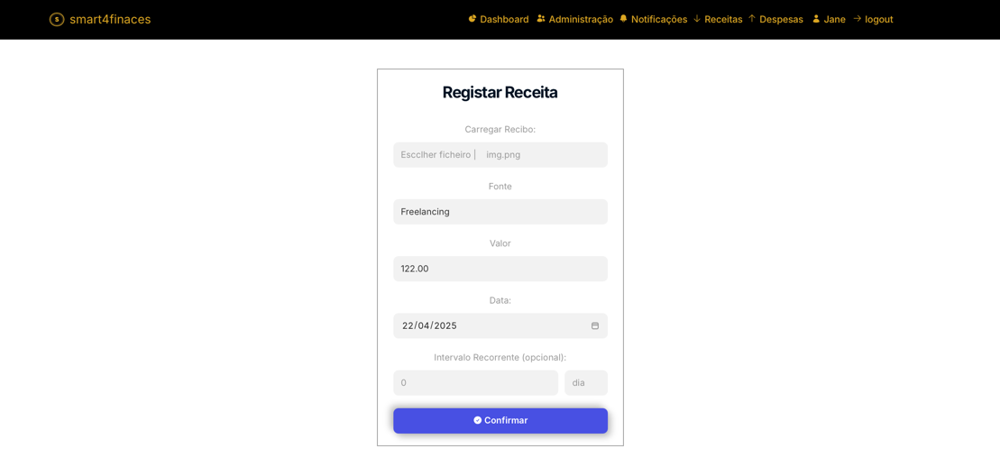 smart4finaces Dashboard Administração Notificações Receitas Despesas Jane logout
Registar Receita
Carregar Recibo:
Escclher ficheiro | img.png
Fonte
Freelancing
Valor
122.00
Data:
22/04/2025
Intervalo Recorrente (opcional):
0 dia
Confirmar